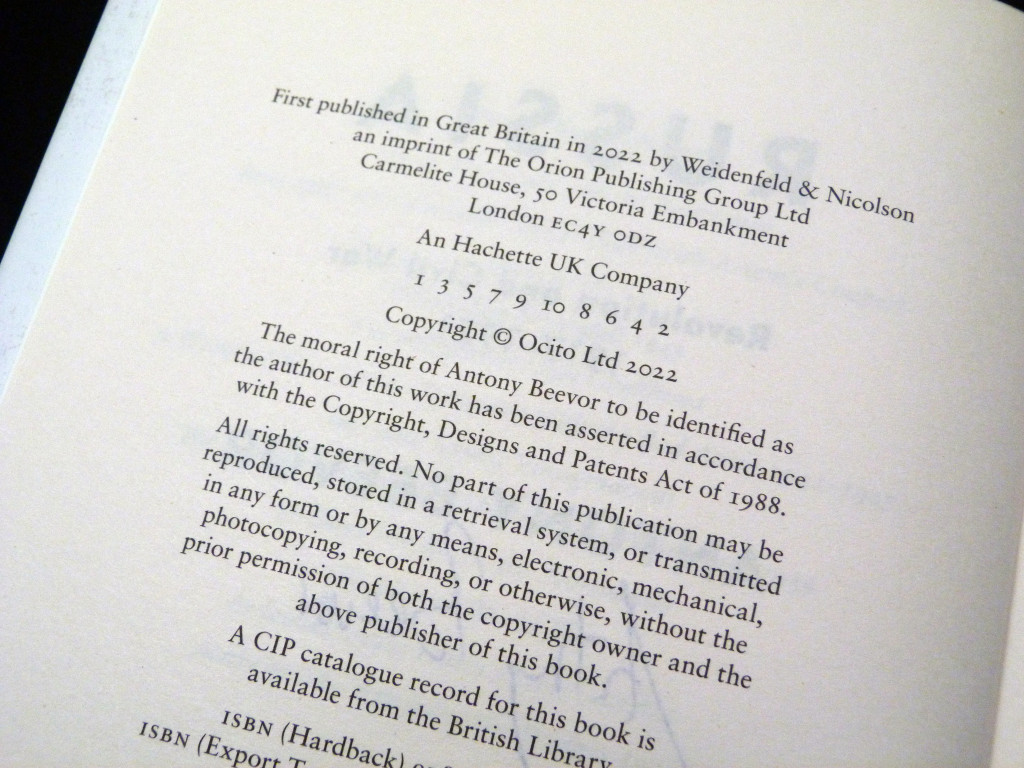 First published in Great Britain in 2022 by Weidenfeld & Nicolson
an imprint of The Orion Publishing Group Ltd
Carmelite House, 50 Victoria Embankment
London EC4Y 0DZ
An Hachette UK Company
1 3 5 7 9 10 8 6 4 2
Copyright © Ocito Ltd 2022
The moral right of Antony Beevor to be identified as
the author of this work has been asserted in accordance
with the Copyright, Designs and Patents Act of 1988.
All rights reserved. No part of this publication may be
reproduced, stored in a retrieval system, or transmitted
in any form or by any means, electronic, mechanical,
photocopying, recording, or otherwise, without the
prior permission of both the copyright owner and the
above publisher of this book.
A CIP catalogue record for this book is
available from the British Library
ISBN (Hardback)
ISBN (Export
RUSSIA
Revolution and Civil War